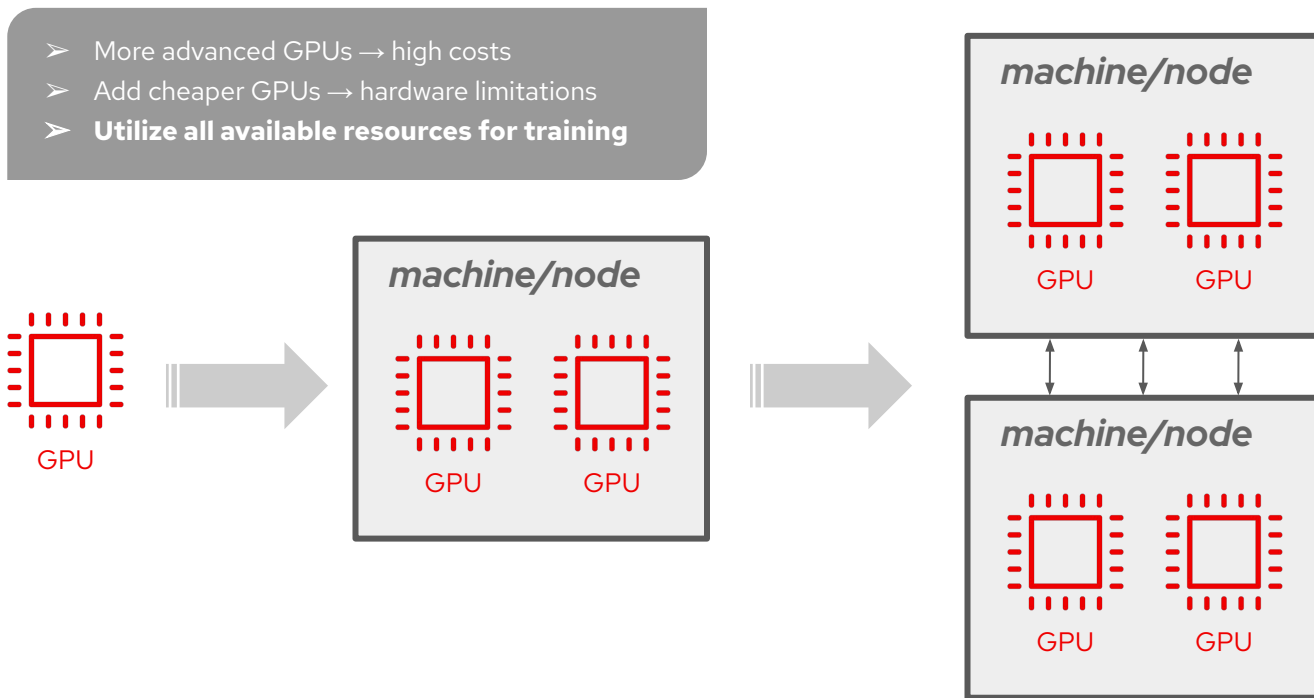 ➢ More advanced GPUs → high costs
➢ Add cheaper GPUs → hardware limitations
➢ Utilize all available resources for training
GPU
machine/node
GPU GPU
machine/node
GPU GPU
machine/node
GPU GPU